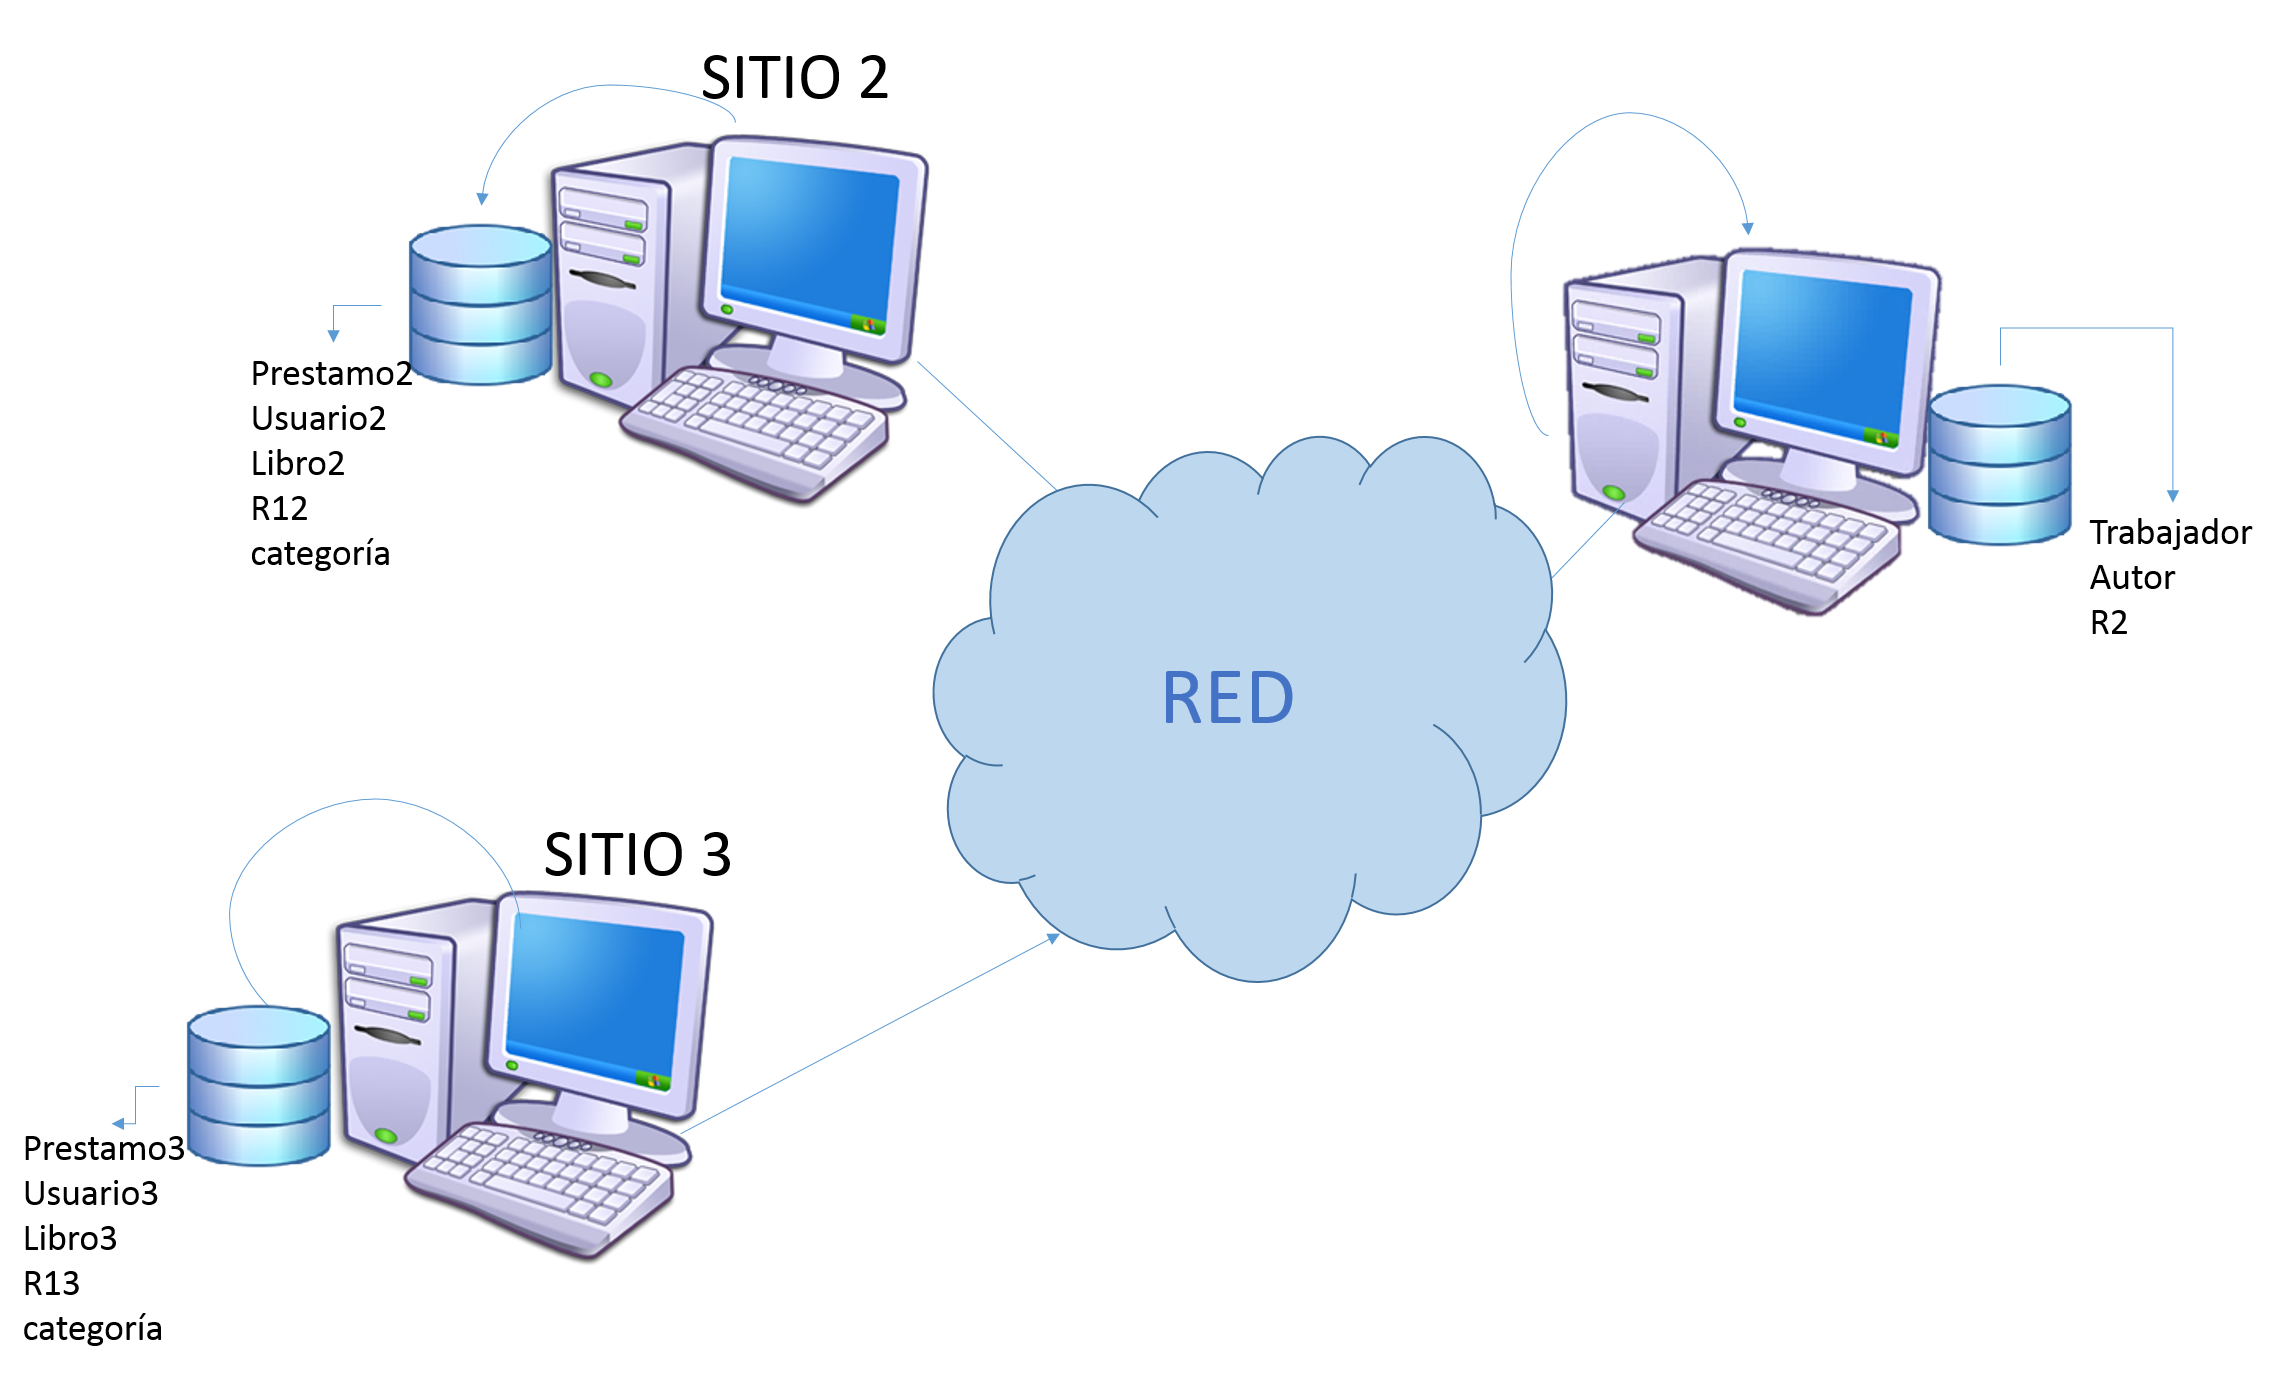 SITIO 2
Prestamo2
Usuario2
Libro2
R12
categoría
Trabajador
Autor
R2
RED
SITIO 3
Prestamo3
Usuario3
Libro3
R13
categoría